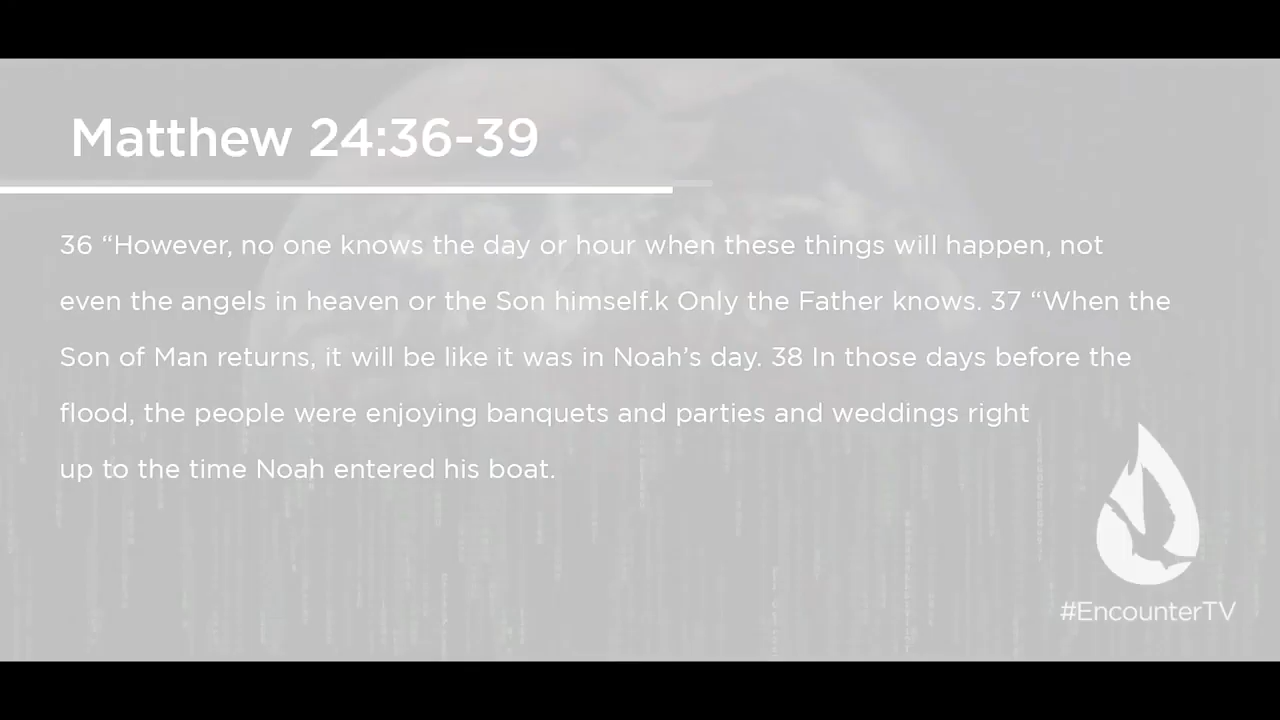 Matthew 24:36-39
36 “However, no one knows the day or hour when these things will happen, not
even the angels in heaven or the Son himself.k Only the Father knows. 37 “When the
Son of Man returns, it will be like it was in Noah’s day. 38 In those days before the
flood, the people were enjoying banquets and parties and weddings right
up to the time Noah entered his boat.
#EncounterTV